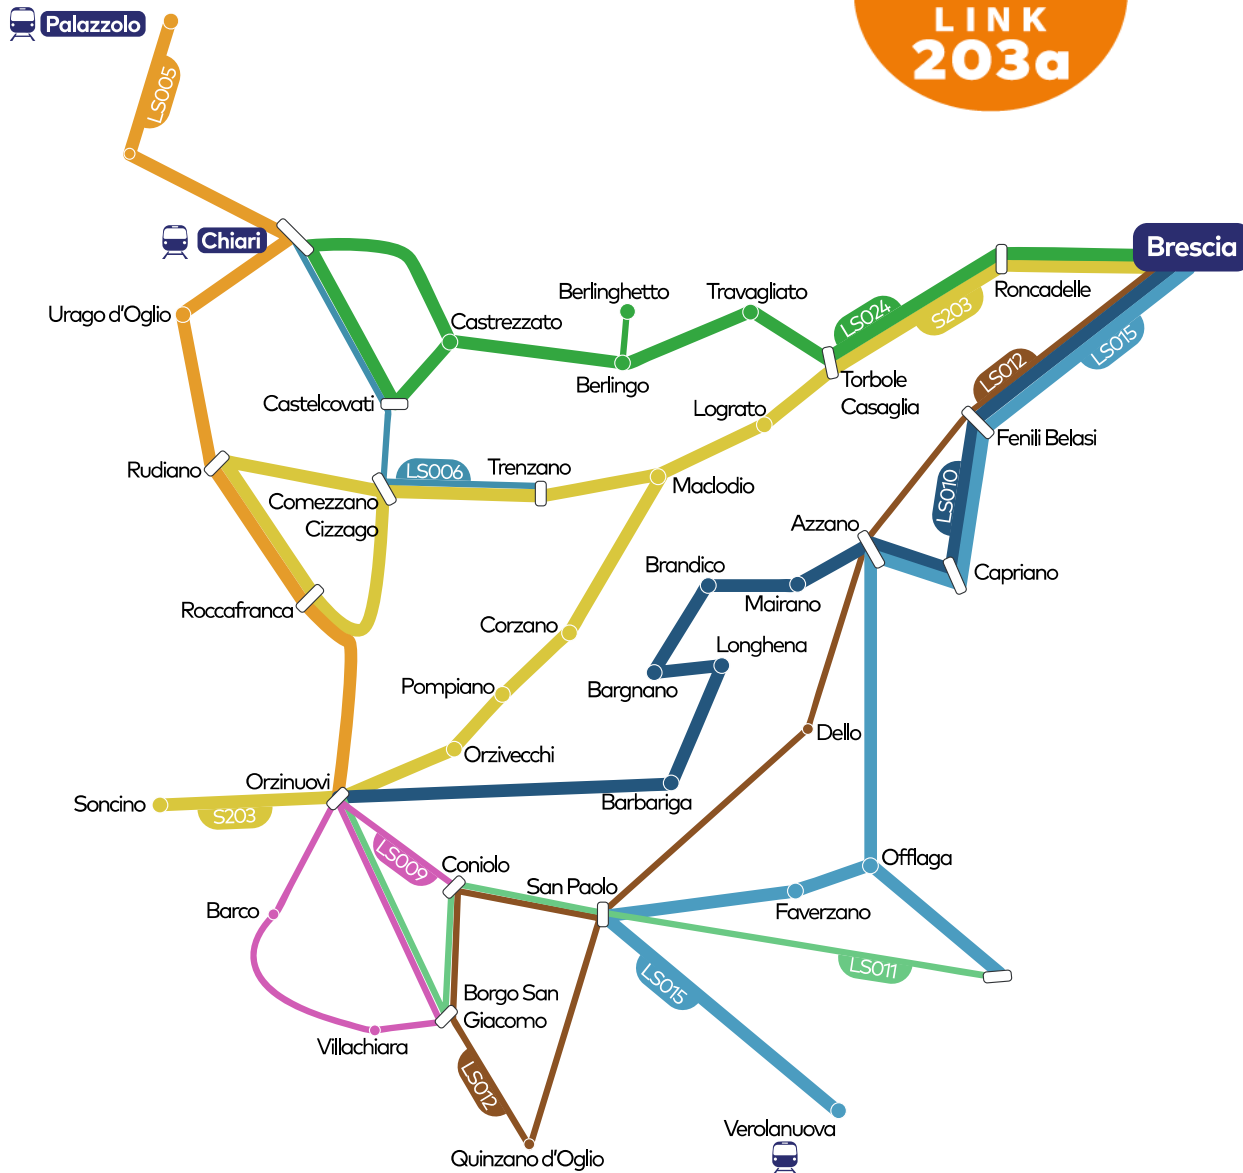 LINK
203a
Palazzolo
LS005
Chiari
Brescia
Urago d'Oglio
Castrezzato
Berlinghetto
Travagliato
Roncadelle
LS024
S203
Berlingo
Torbole
Casaglia
LS012
LS015
Castelcovati
Lograto
Fenili Belasi
Rudiano
LS006
Trenzano
Maclodio
Comezzano
Cizzago
LS010
Azzano
Capriano
Brandico
Mairano
Roccafranca
Corzano
Longhena
Pompiano
Bargnano
Dello
Orzivecchi
Orzinuovi
Soncino
S203
Barbariga
LS009
Coniolo
San Paolo
Offlaga
Faverzano
Barco
LS011
LS015
Borgo San
Giacomo
Villachiara
LS012
Verolanuova
Quinzano d'Oglio